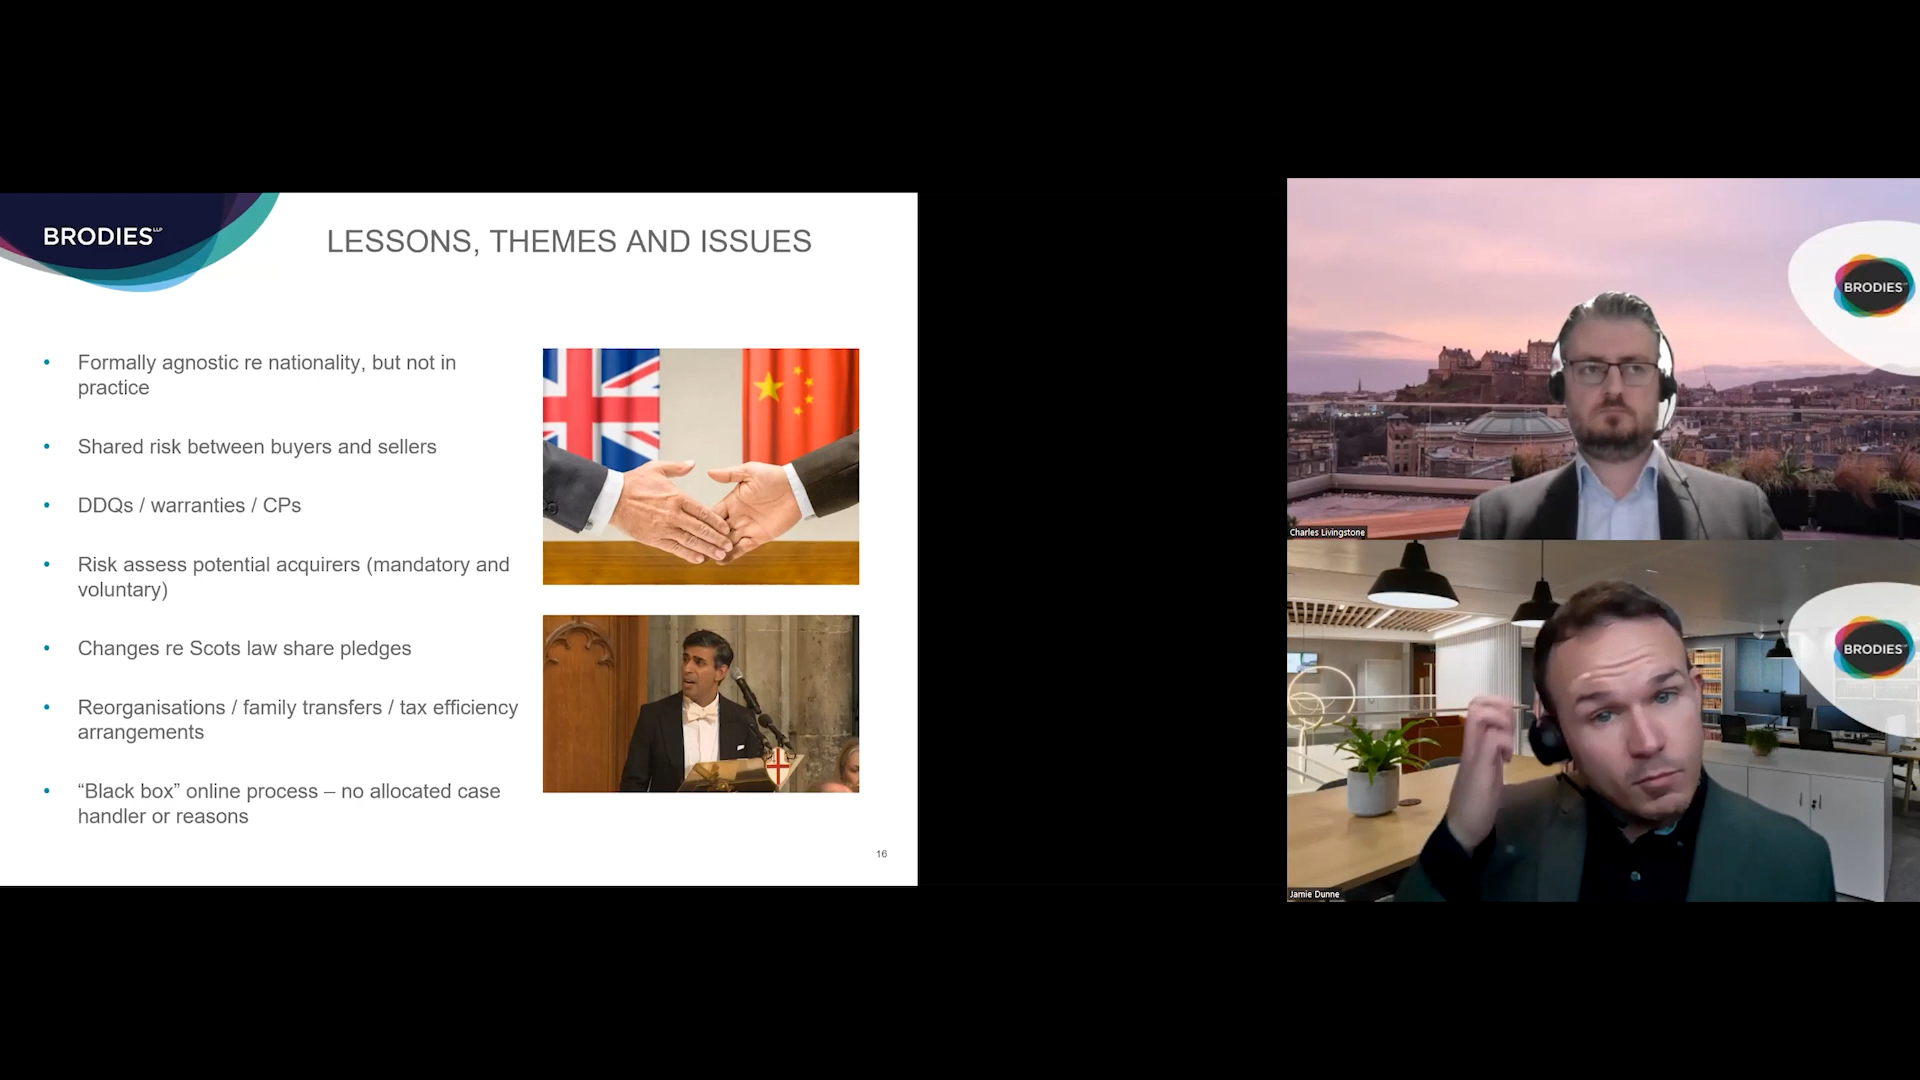 BRODIES LLP
LESSONS, THEMES AND ISSUES
• Formally agnostic re nationality, but not in
practice
• Shared risk between buyers and sellers
• DDQs / warranties / CPs
• Risk assess potential acquirers (mandatory and
voluntary)
• Changes re Scots law share pledges
• Reorganisations / family transfers / tax efficiency
arrangements
• “Black box” online process – no allocated case
handler or reasons
16
BRODIES
Charles Livingstone
BRODIES
Jamie Dunne